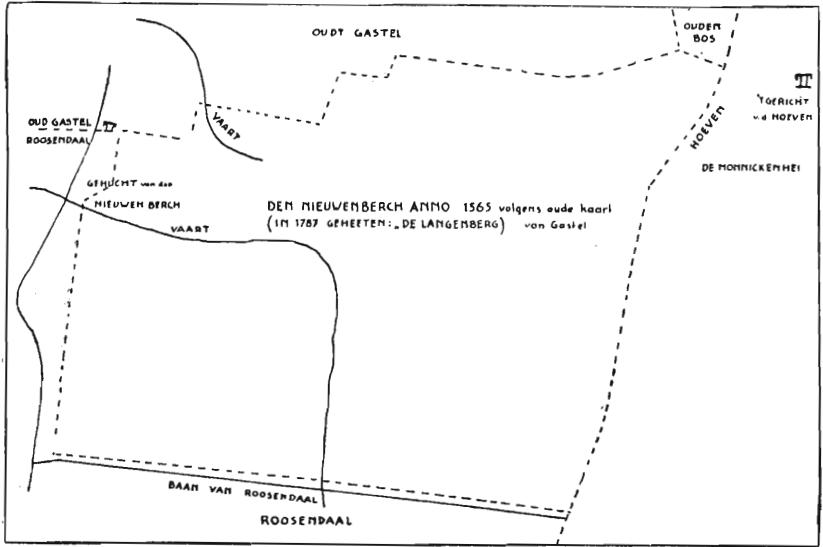 OUDT GASTEL
OUDEN
BOS
'T GERICHT
v.d HOEVEN
OUD GASTEL
ROOSENDAAL
VAART
HOEVEN
DE MONNICKENHEI
GEHUCHT van den
NIEUWEN BERCH
DEN NIEUWENBERCH ANNO 1565 volgens oude kaart
(IN 1787 GEHEETEN: „DE LANGENBERG) van Gastel
VAART
BAAN VAN ROOSENDAAL
ROOSENDAAL